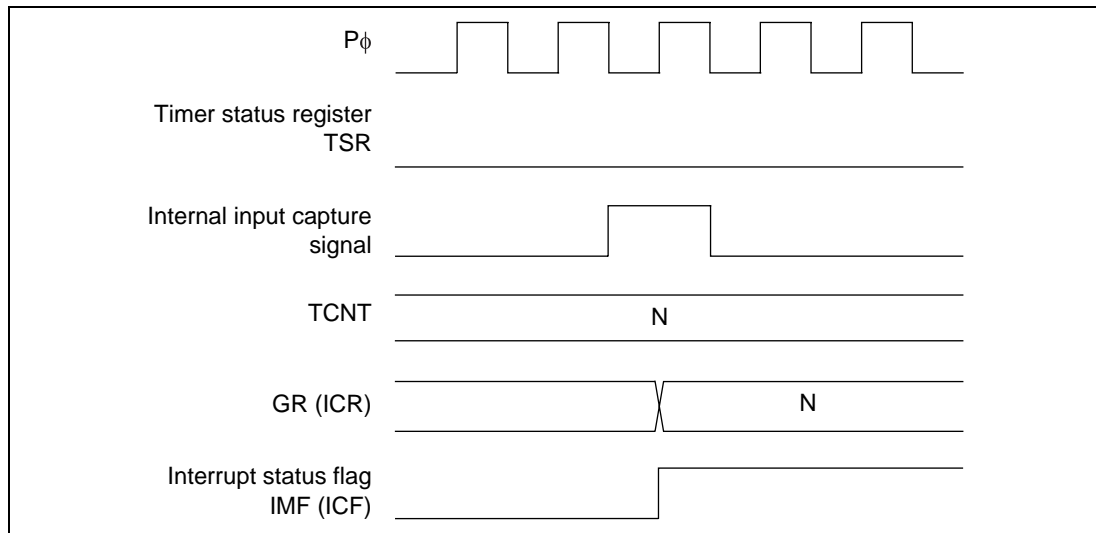 Pϕ
Timer status register
TSR
Internal input capture
signal
TCNT
N
GR (ICR)
N
Interrupt status flag
IMF (ICF)